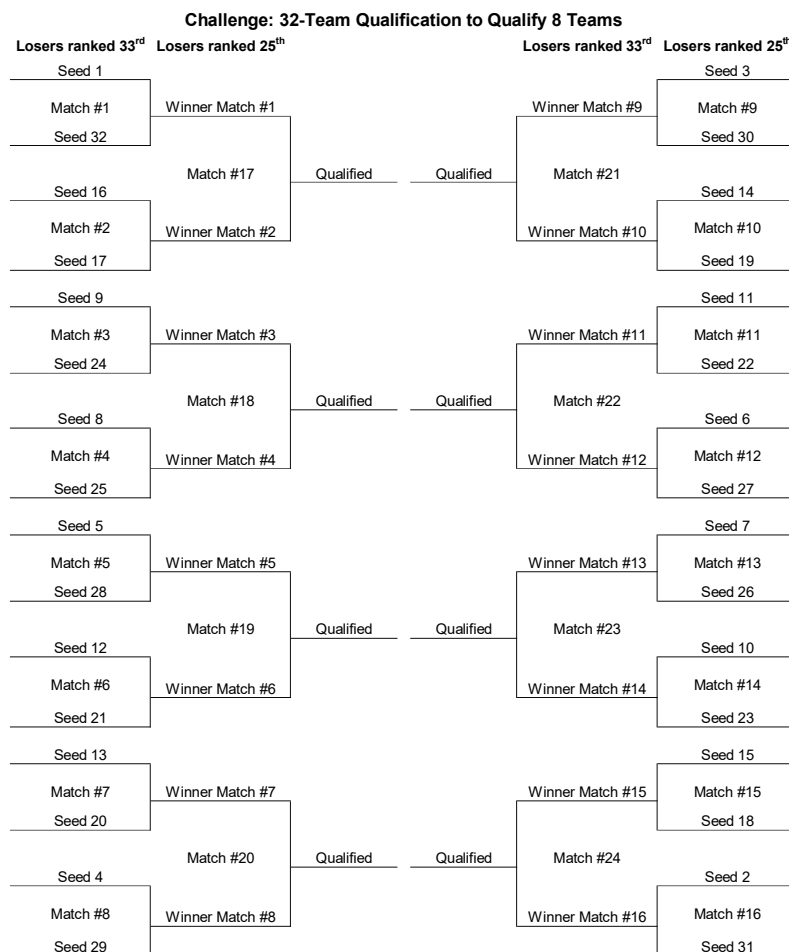 Challenge: 32-Team Qualification to Qualify 8 Teams
Losers ranked 33rd Losers ranked 25th Losers ranked 33rd Losers ranked 25th
Seed 1 Seed 3
Match #1 Winner Match #1 Winner Match #9 Match #9
Seed 32 Seed 30
Match #17 Qualified Qualified Match #21
Seed 16 Seed 14
Match #2 Winner Match #2 Winner Match #10 Match #10
Seed 17 Seed 19
Seed 9 Seed 11
Match #3 Winner Match #3 Winner Match #11 Match #11
Seed 24 Seed 22
Match #18 Qualified Qualified Match #22
Seed 8 Seed 6
Match #4 Winner Match #4 Winner Match #12 Match #12
Seed 25 Seed 27
Seed 5 Seed 7
Match #5 Winner Match #5 Winner Match #13 Match #13
Seed 28 Seed 26
Match #19 Qualified Qualified Match #23
Seed 12 Seed 10
Match #6 Winner Match #6 Winner Match #14 Match #14
Seed 21 Seed 23
Seed 13 Seed 15
Match #7 Winner Match #7 Winner Match #15 Match #15
Seed 20 Seed 18
Match #20 Qualified Qualified Match #24
Seed 4 Seed 2
Match #8 Winner Match #8 Winner Match #16 Match #16
Seed 29 Seed 31